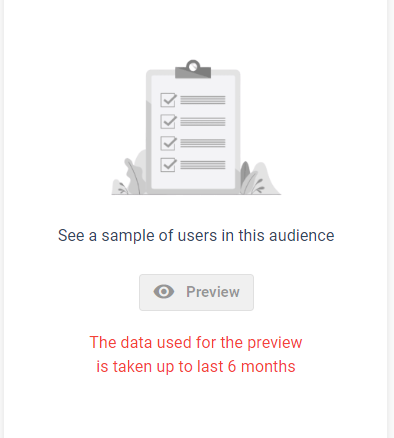 See a sample of users in this audience
Preview
The data used for the preview
is taken up to last 6 months